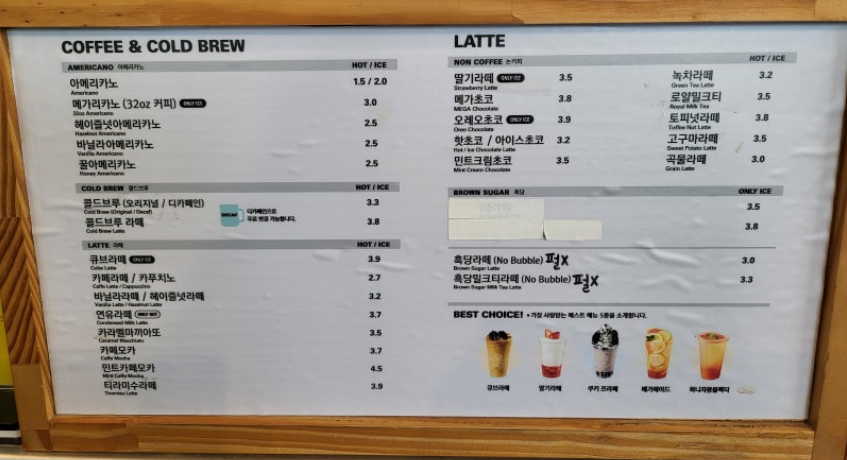 COFFEE & COLD BREW
AMERICANO 아메리카노 HOT / ICE
아메리카노 1.5 / 2.0
Americano
메가리카노 (32oz 커피) ONLY ICE 3.0
32oz Americano
헤이즐넛아메리카노 2.5
Hazelnut Americano
바닐라아메리카노 2.5
Vanilla Americano
꿀아메리카노 2.5
Honey Americano
COLD BREW 콜드브루 HOT / ICE
콜드브루 (오리지널 / 디카페인) 3.3
Cold Brew (Original / Decaf)
콜드브루 라떼 3.8
Cold Brew Latte
DECAF 디카페인으로
무료 변경 가능합니다.
LATTE 라떼 HOT / ICE
큐브라떼 ONLY ICE 3.9
Cube Latte
카페라떼 / 카푸치노 2.7
Caffe Latte / Cappuccino
바닐라라떼 / 헤이즐넛라떼 3.2
Vanilla Latte / Hazelnut Latte
연유라떼 ONLY HOT 3.7
Condensed Milk Latte
카라멜마끼아또 3.5
Caramel Macchiato
카페모카 3.7
Caffe Mocha
민트카페모카 4.5
Mint Caffe Mocha
티라미수라떼 3.9
Tiramisu Latte
LATTE
NON COFFEE 논커피 HOT / ICE
딸기라떼 ONLY ICE 3.5
Strawberry Latte
메가초코 3.8
MEGA Chocolate
오레오초코 ONLY ICE 3.9
Oreo Chocolate
핫초코 / 아이스초코 3.2
Hot / Ice Chocolate Latte
민트크림초코 3.5
Mint Cream Chocolate
녹차라떼 3.2
Green Tea Latte
로얄밀크티 3.5
Royal Milk Tea
토피넛라떼 3.8
Toffee Nut Latte
고구마라떼 3.5
Sweet Potato Latte
곡물라떼 3.0
Grain Latte
BROWN SUGAR 흑당 ONLY ICE
3.5
3.8
흑당라떼 (No Bubble) 펄X 3.0
Brown Sugar Latte
흑당밀크티라떼 (No Bubble) 펄X 3.3
Brown Sugar Milk Tea Latte
BEST CHOICE! 가장 사랑받는 베스트 메뉴 5종을 소개합니다.
큐브라떼 딸기라떼 쿠키 프라페 메가에이드 허니자몽블랙티